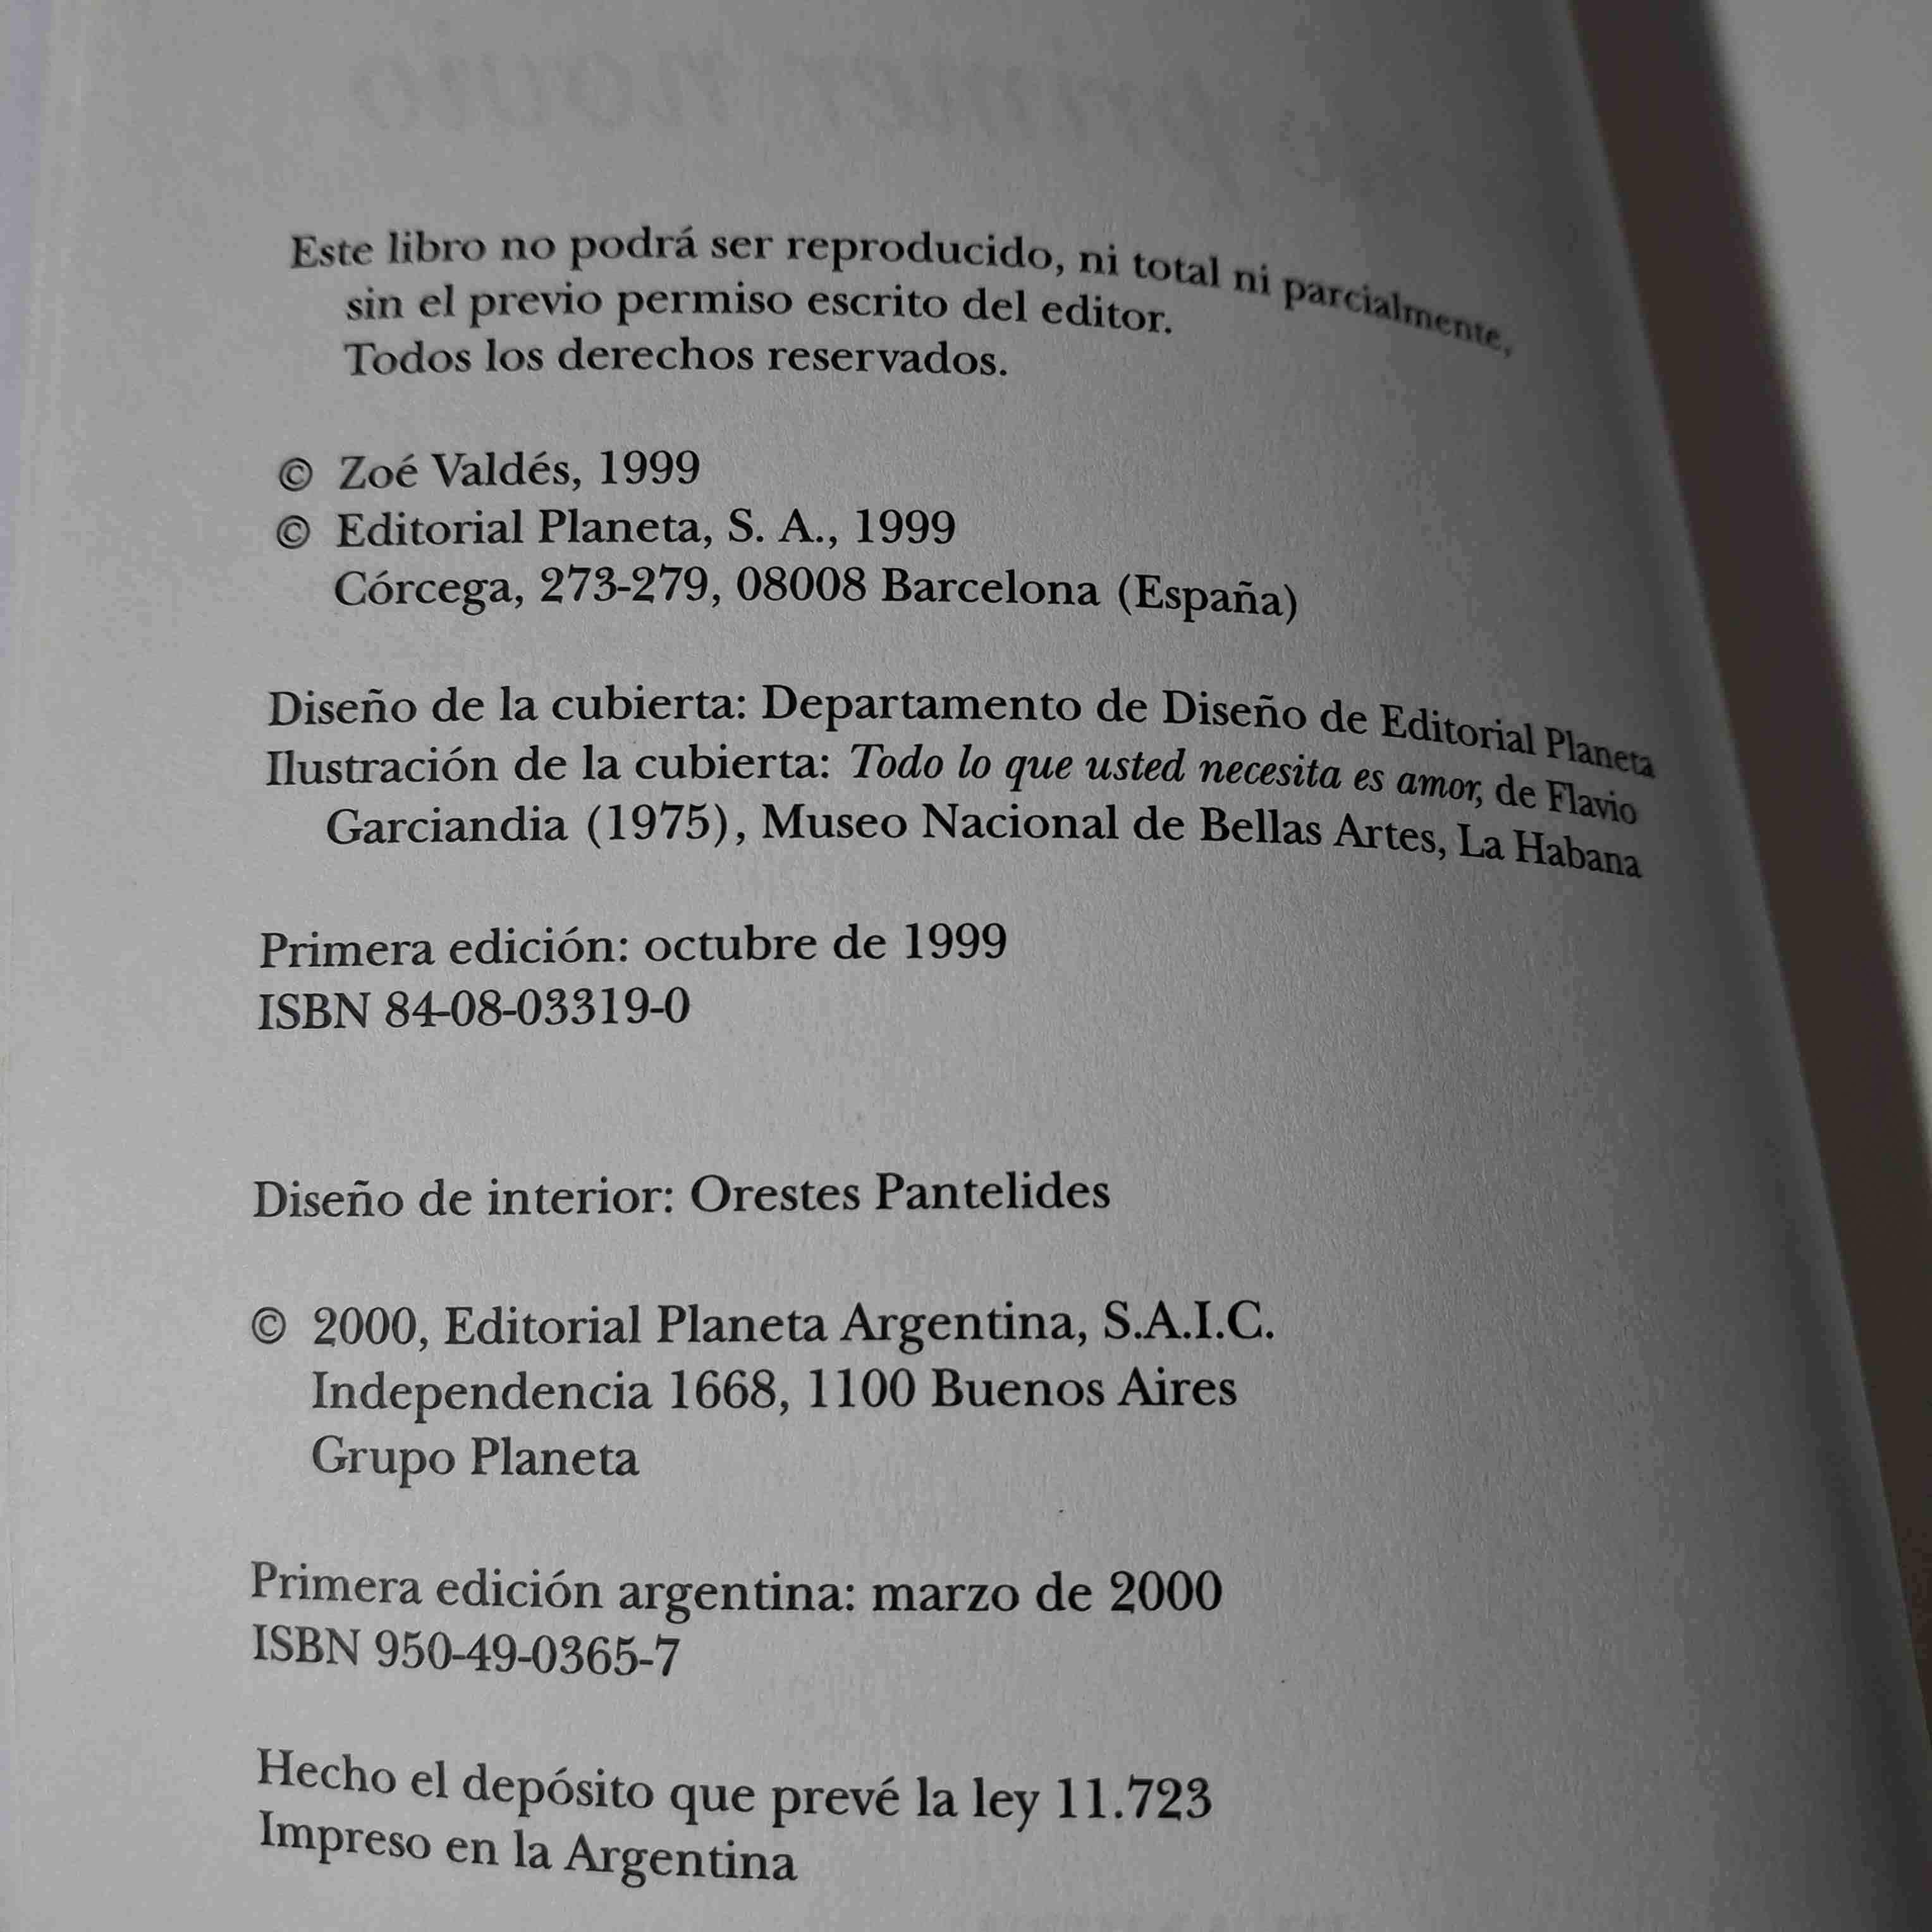 Este libro no podrá ser reproducido, ni total ni parcialmente,
sin el previo permiso escrito del editor.
Todos los derechos reservados.
© Zoé Valdés, 1999
© Editorial Planeta, S. A., 1999
Córcega, 273-279, 08008 Barcelona (España)
Diseño de la cubierta: Departamento de Diseño de Editorial Planeta
Ilustración de la cubierta: Todo lo que usted necesita es amor, de Flavio
Garciandia (1975), Museo Nacional de Bellas Artes, La Habana
Primera edición: octubre de 1999
ISBN 84-08-03319-0
Diseño de interior: Orestes Pantelides
© 2000, Editorial Planeta Argentina, S.A.I.C.
Independencia 1668, 1100 Buenos Aires
Grupo Planeta
Primera edición argentina: marzo de 2000
ISBN 950-49-0365-7
Hecho el depósito que prevé la ley 11.723
Impreso en la Argentina